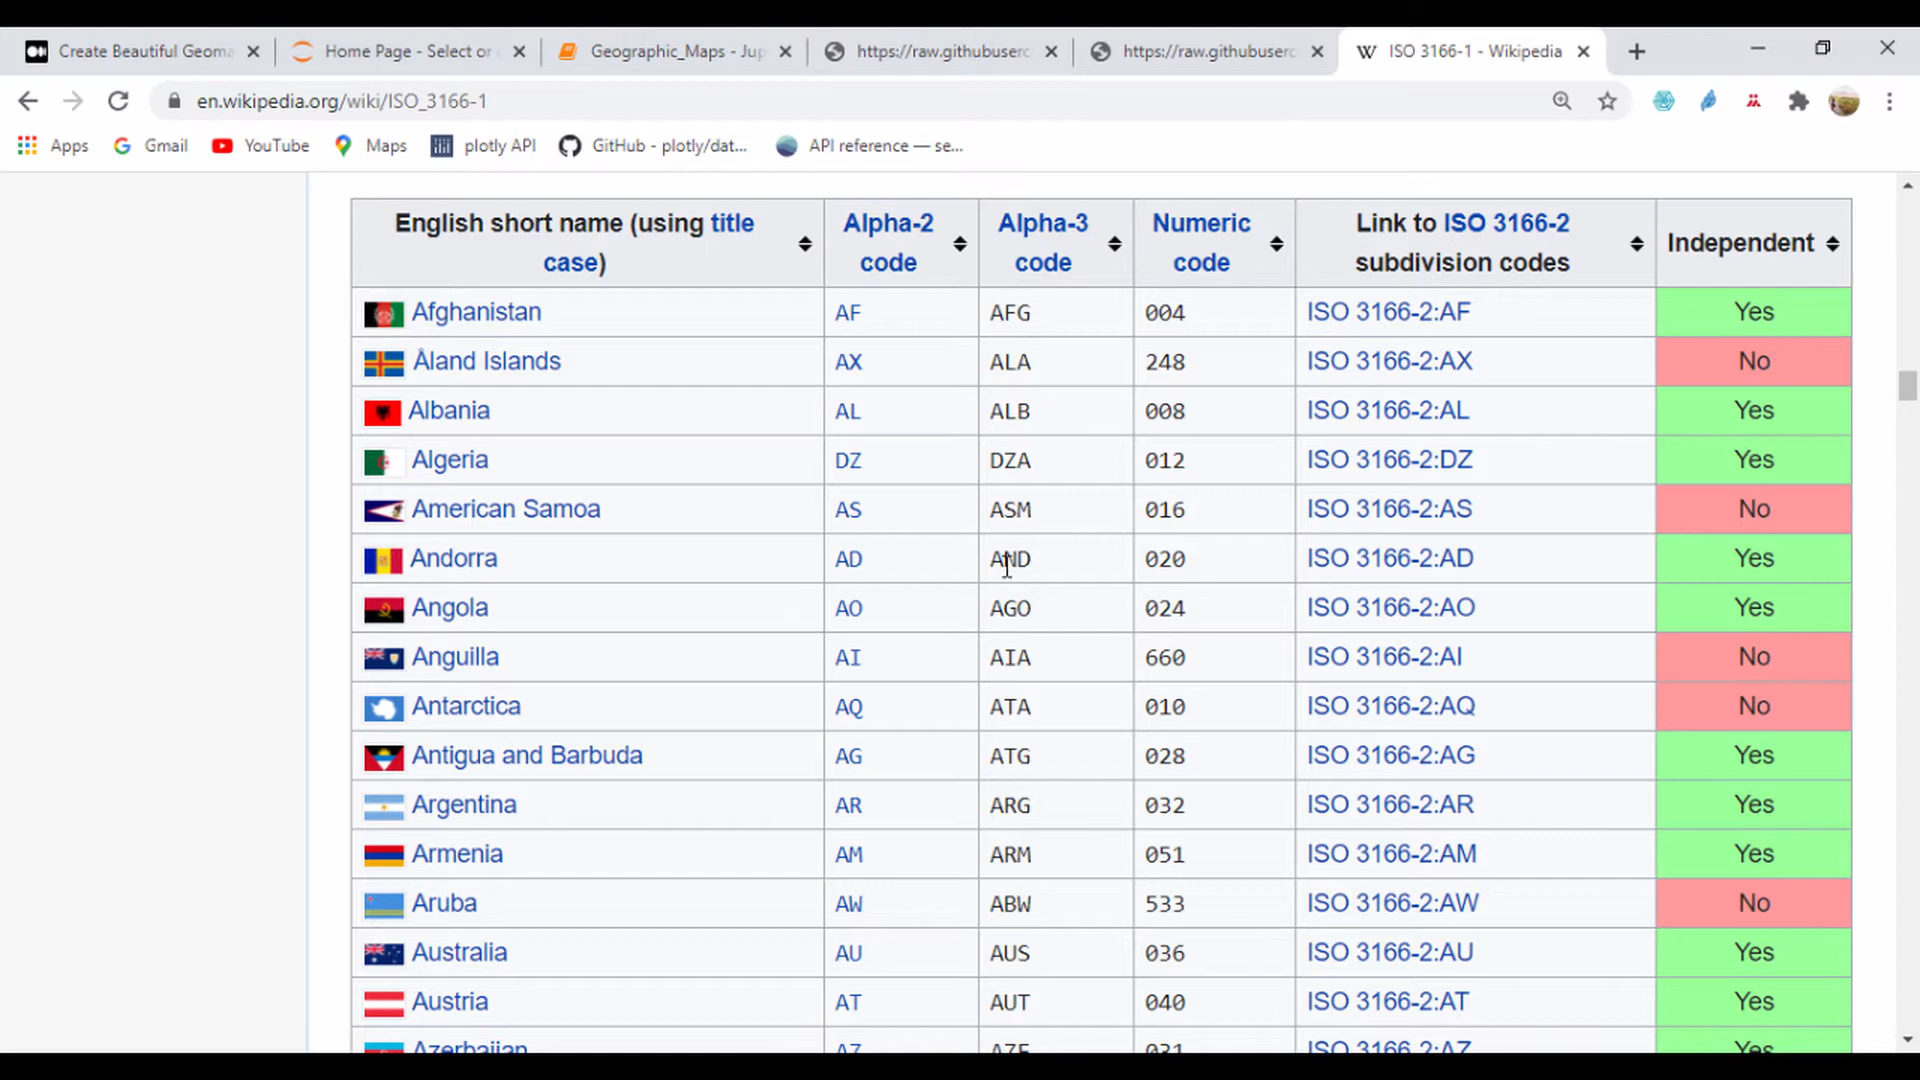 Create Beautiful Geoma
Home Page - Select or
Geographic_Maps - Jup
https://raw.githubuserc
https://raw.githubuserc
W ISO 3166-1 - Wikipedia
en.wikipedia.org/wiki/ISO_3166-1
Apps Gmail YouTube Maps plotly API GitHub - plotly/dat... API reference — se...
English short name (using title case) Alpha-2 code Alpha-3 code Numeric code Link to ISO 3166-2 subdivision codes Independent
Afghanistan AF AFG 004 ISO 3166-2:AF Yes
Åland Islands AX ALA 248 ISO 3166-2:AX No
Albania AL ALB 008 ISO 3166-2:AL Yes
Algeria DZ DZA 012 ISO 3166-2:DZ Yes
American Samoa AS ASM 016 ISO 3166-2:AS No
Andorra AD AND 020 ISO 3166-2:AD Yes
Angola AO AGO 024 ISO 3166-2:AO Yes
Anguilla AI AIA 660 ISO 3166-2:AI No
Antarctica AQ ATA 010 ISO 3166-2:AQ No
Antigua and Barbuda AG ATG 028 ISO 3166-2:AG Yes
Argentina AR ARG 032 ISO 3166-2:AR Yes
Armenia AM ARM 051 ISO 3166-2:AM Yes
Aruba AW ABW 533 ISO 3166-2:AW No
Australia AU AUS 036 ISO 3166-2:AU Yes
Austria AT AUT 040 ISO 3166-2:AT Yes
Azerbaijan AZ AZE 031 ISO 3166-2:AZ Yes